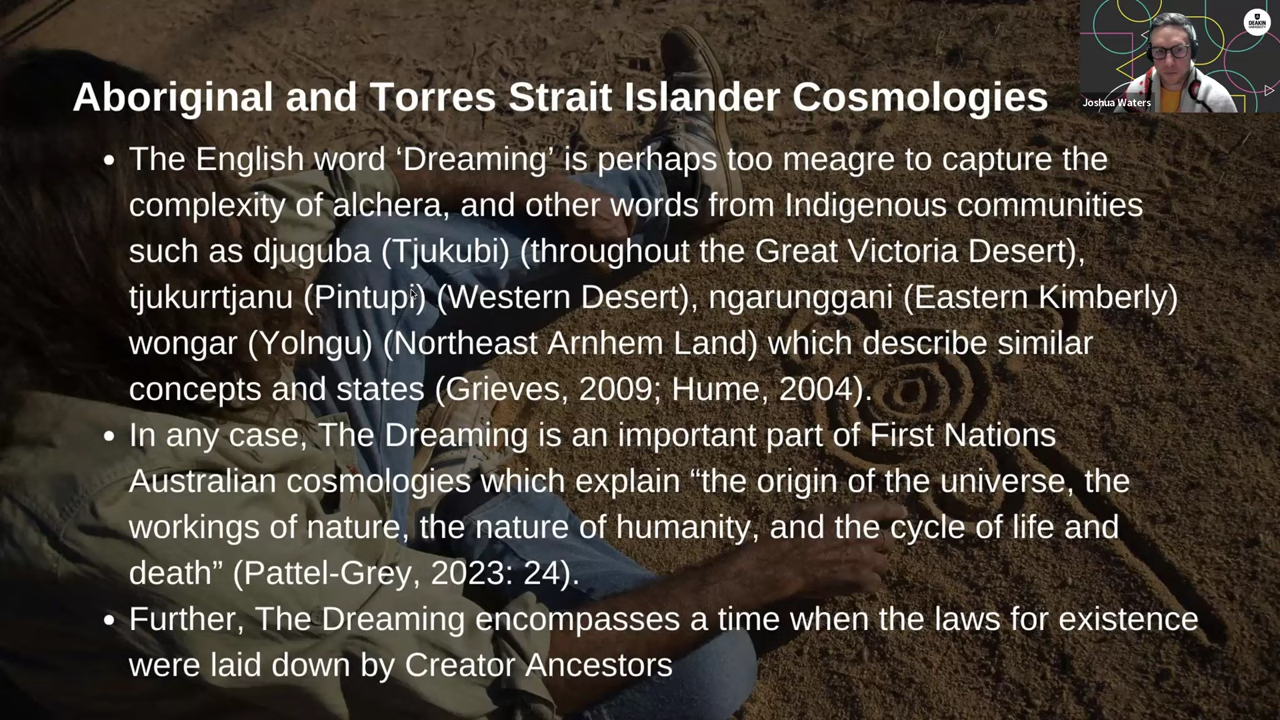 Aboriginal and Torres Strait Islander Cosmologies
• The English word ‘Dreaming’ is perhaps too meagre to capture the
complexity of alchera, and other words from Indigenous communities
such as djuguba (Tjukubi) (throughout the Great Victoria Desert),
tjukurrtjanu (Pintupi) (Western Desert), ngarunggani (Eastern Kimberly)
wongar (Yolngu) (Northeast Arnhem Land) which describe similar
concepts and states (Grieves, 2009; Hume, 2004).
• In any case, The Dreaming is an important part of First Nations
Australian cosmologies which explain “the origin of the universe, the
workings of nature, the nature of humanity, and the cycle of life and
death” (Pattel-Grey, 2023: 24).
• Further, The Dreaming encompasses a time when the laws for existence
were laid down by Creator Ancestors
DEAKIN
UNIVERSITY
Joshua Waters